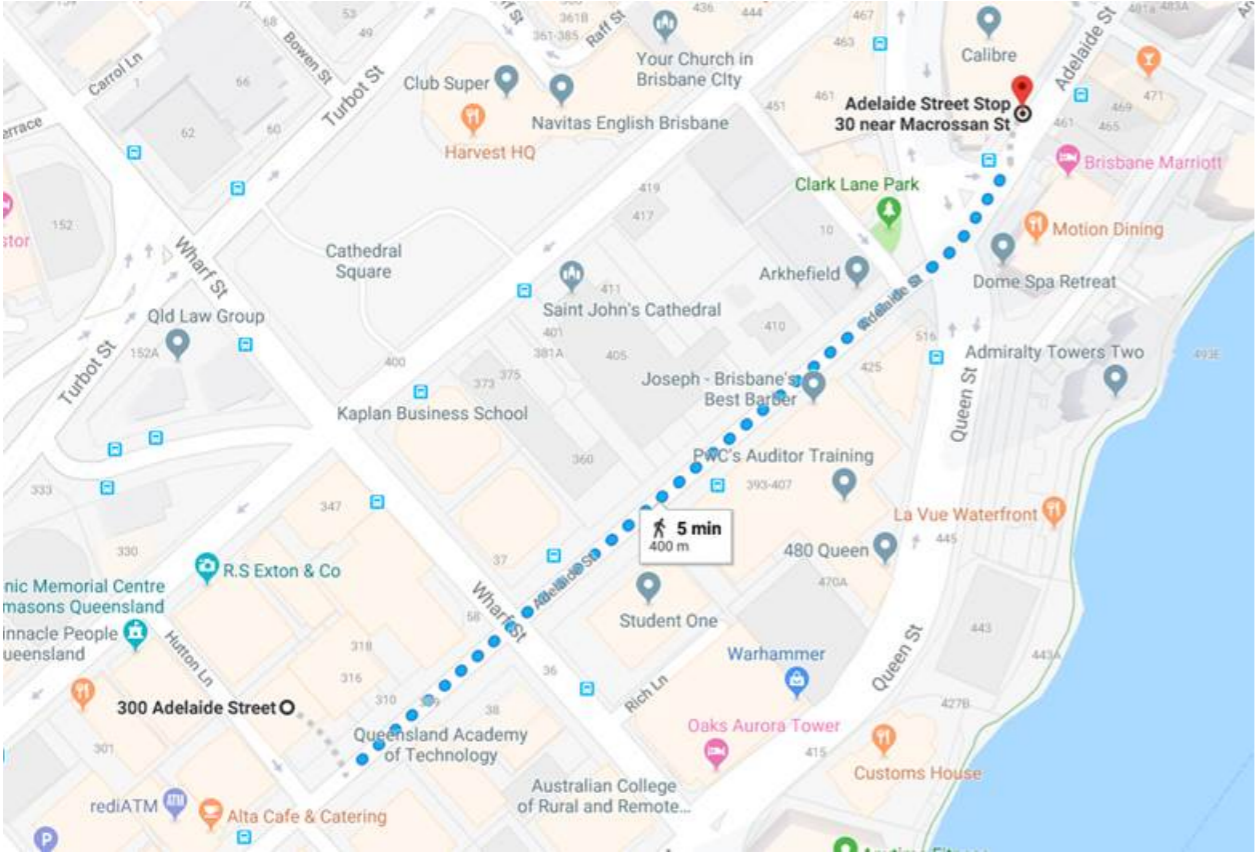 Carrol Ln
68
Bowen St
53
49
361B
361-385
Raff St
436
444
467
463
481a
483A
Adelaide St
Your Church in
Brisbane CIty
Calibre
Club Super
Turbot St
Navitas English Brisbane
Harvest HQ
1
66
62
60
451
461
Adelaide Street Stop
30 near Macrossan St
471
469
465
461
Brisbane Marriott
Clark Lane Park
419
417
10
Motion Dining
152
Wharf St
Cathedral
Square
Arkhefield
Dome Spa Retreat
Saint John's Cathedral
411
Adelaide St
Qld Law Group
152A
401
381A
405
410
516
Admiralty Towers Two
493E
Turbot St
400
373
375
425
Joseph - Brisbane's
Best Barber
Kaplan Business School
Queen St
360
PwC's Auditor Training
393-407
333
347
La Vue Waterfront
5 min
400 m
480 Queen
445
330
37
R.S Exton & Co
470A
nic Memorial Centre
masons Queensland
Adelaide St
Student One
Wharf St
58
innacle People
ueensland
Hutton Ln
443
443A
318
316
36
Warhammer
Queen St
Rich Ln
300 Adelaide Street
310
38
427B
Queensland Academy
of Technology
Oaks Aurora Tower
301
415
Customs House
Australian College
of Rural and Remote...
rediATM
ATM
Alta Cafe & Catering
P